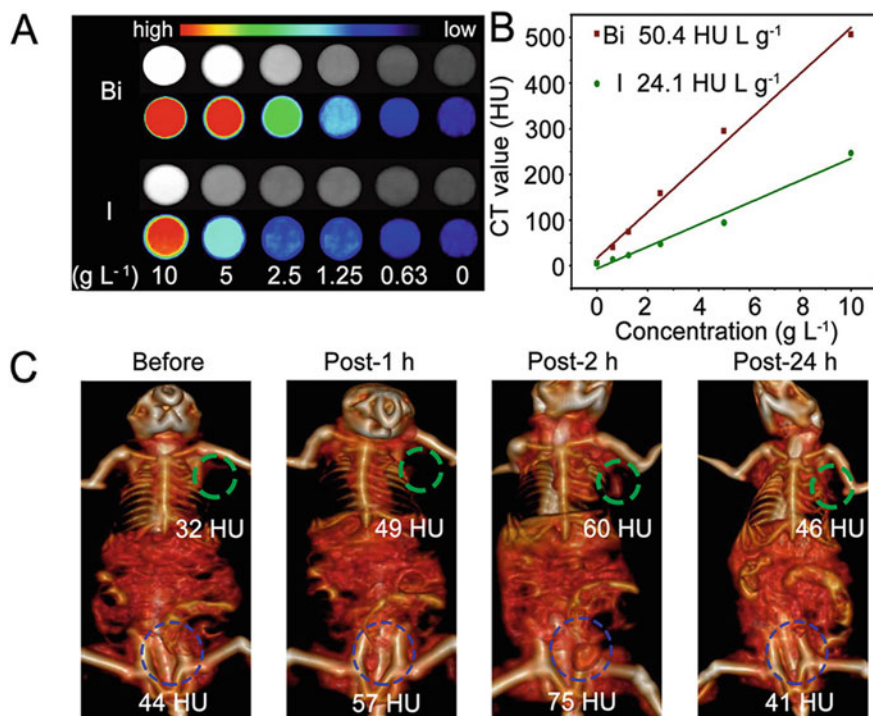 A
high low
Bi
I
(g L⁻¹) 10 5 2.5 1.25 0.63 0
B
Bi 50.4 HU L g⁻¹
I 24.1 HU L g⁻¹
CT value (HU)
500
400
300
200
100
0
0 2 4 6 8 10
Concentration (g L⁻¹)
C
Before Post-1 h Post-2 h Post-24 h
32 HU 49 HU 60 HU 46 HU
44 HU 57 HU 75 HU 41 HU